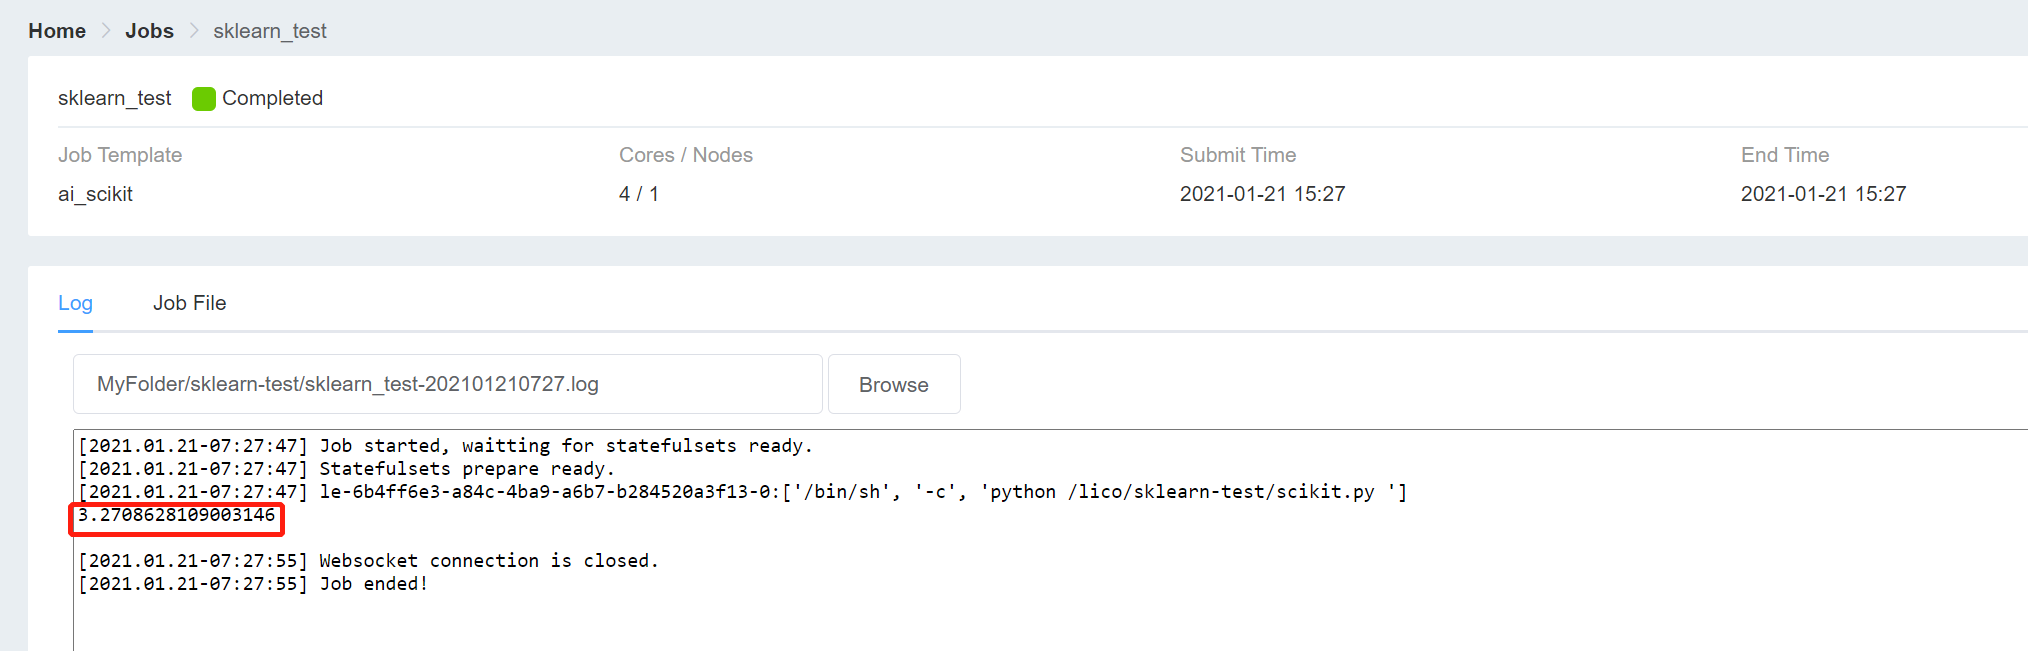 Home > Jobs > sklearn_test
sklearn_test Completed
Job Template Cores / Nodes Submit Time End Time
ai_scikit 4 / 1 2021-01-21 15:27 2021-01-21 15:27
Log Job File
MyFolder/sklearn-test/sklearn_test-202101210727.log Browse
[2021.01.21-07:27:47] Job started, waitting for statefulsets ready.
[2021.01.21-07:27:47] Statefulsets prepare ready.
[2021.01.21-07:27:47] le-6b4ff6e3-a84c-4ba9-a6b7-b284520a3f13-0:['/bin/sh', '-c', 'python /lico/sklearn-test/scikit.py ']
3.2708628109003146
[2021.01.21-07:27:55] Websocket connection is closed.
[2021.01.21-07:27:55] Job ended!